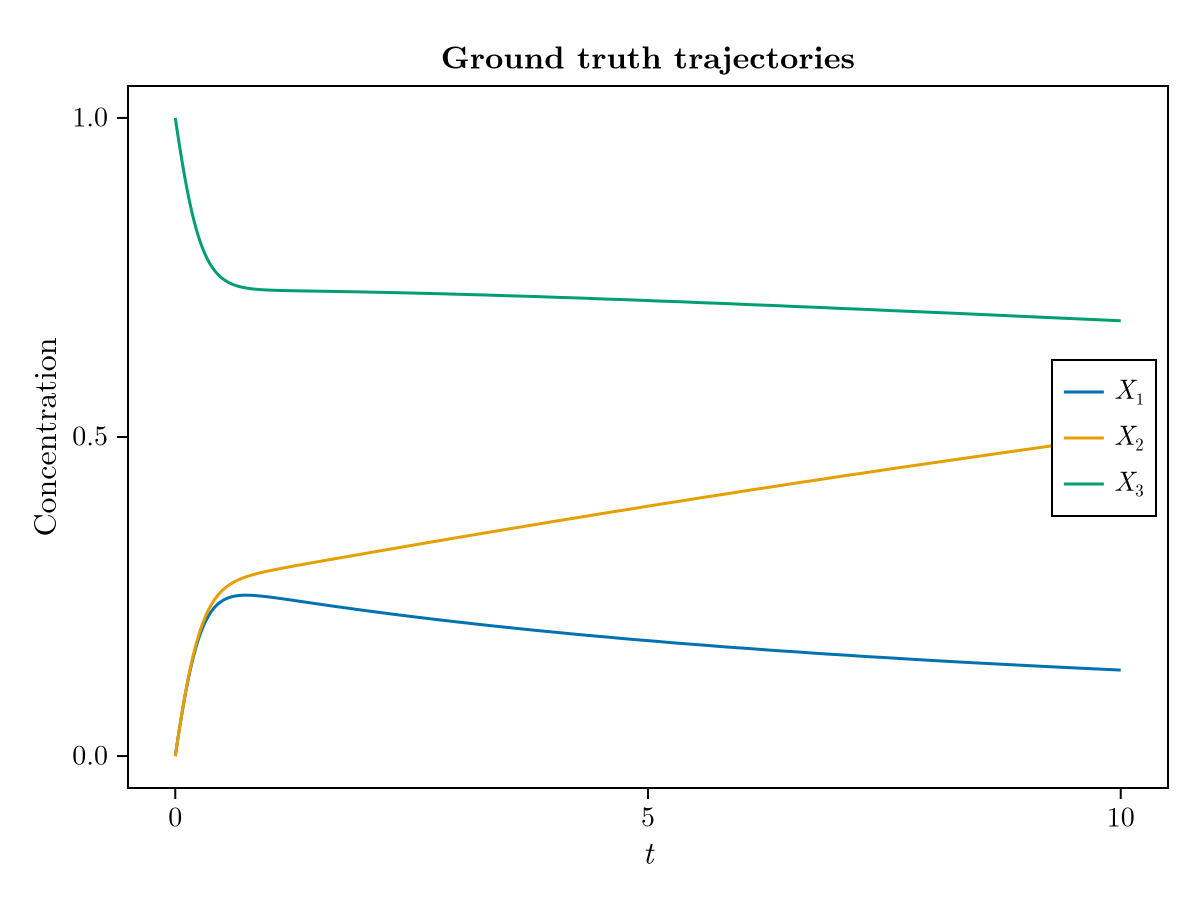 Ground truth trajectories
Concentration
1.0
0.5
0.0
X₁
X₂
X₃
0 5 10
t